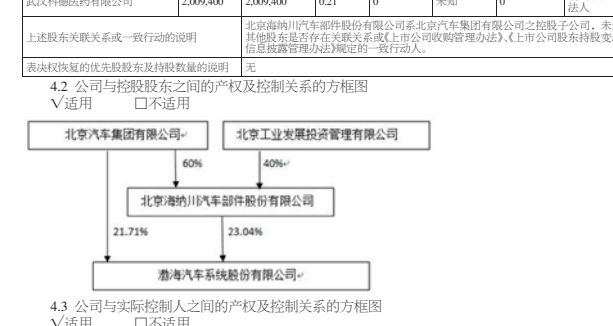 武汉科德医药有限公司 2,009,400 2,009,400 0.21 0 未知 0
法人
北京海纳川汽车部件股份有限公司系北京汽车集团有限公司之控股子公司，未
上述股东关联关系或一致行动的说明 其他股东是否存在关联关系或《上市公司收购管理办法》、《上市公司股东持股变
信息披露管理办法》规定的一致行动人。
表决权恢复的优先股股东及持股数量的说明 无
4.2 公司与控股股东之间的产权及控制关系的方框图
√适用 □不适用
北京汽车集团有限公司 北京工业发展投资管理有限公司
60% 40%
北京海纳川汽车部件股份有限公司
21.71% 23.04%
渤海汽车系统股份有限公司
4.3 公司与实际控制人之间的产权及控制关系的方框图
√适用 □不适用